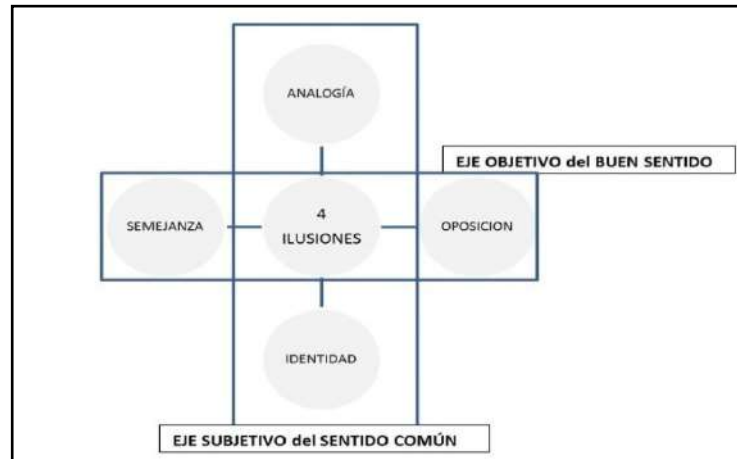 ANALOGÍA
EJE OBJETIVO del BUEN SENTIDO
SEMEJANZA
4
ILUSIONES
OPOSICION
IDENTIDAD
EJE SUBJETIVO del SENTIDO COMÚN